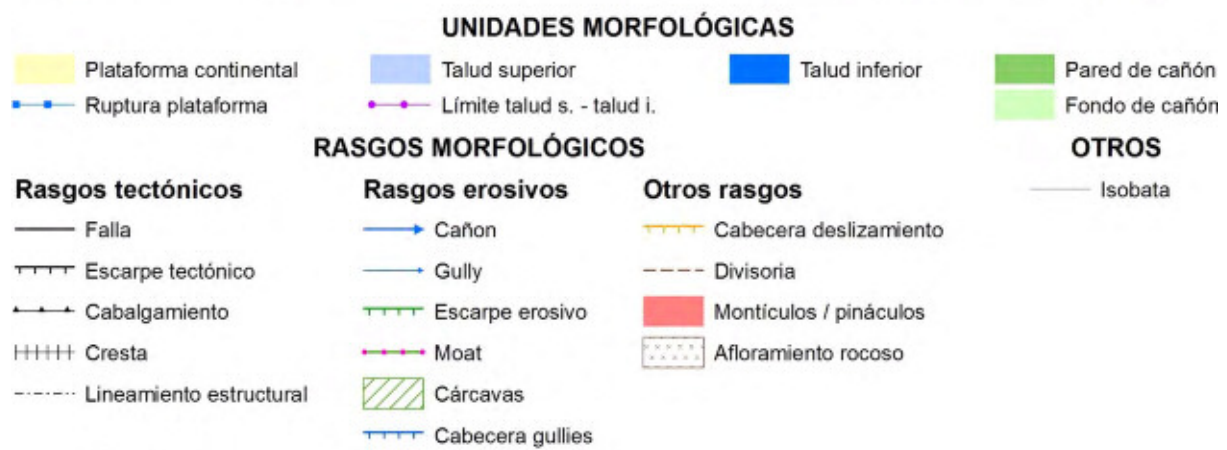 UNIDADES MORFOLÓGICAS
Plataforma continental Talud superior Talud inferior Pared de cañón
Ruptura plataforma Límite talud s. - talud i. Fondo de cañón
RASGOS MORFOLÓGICOS OTROS
Rasgos tectónicos Rasgos erosivos Otros rasgos Isobata
Falla Cañon Cabecera deslizamiento
Escarpe tectónico Gully Divisoria
Cabalgamiento Escarpe erosivo Montículos / pináculos
Cresta Moat Afloramiento rocoso
Lineamiento estructural Cárcavas
Cabecera gullies